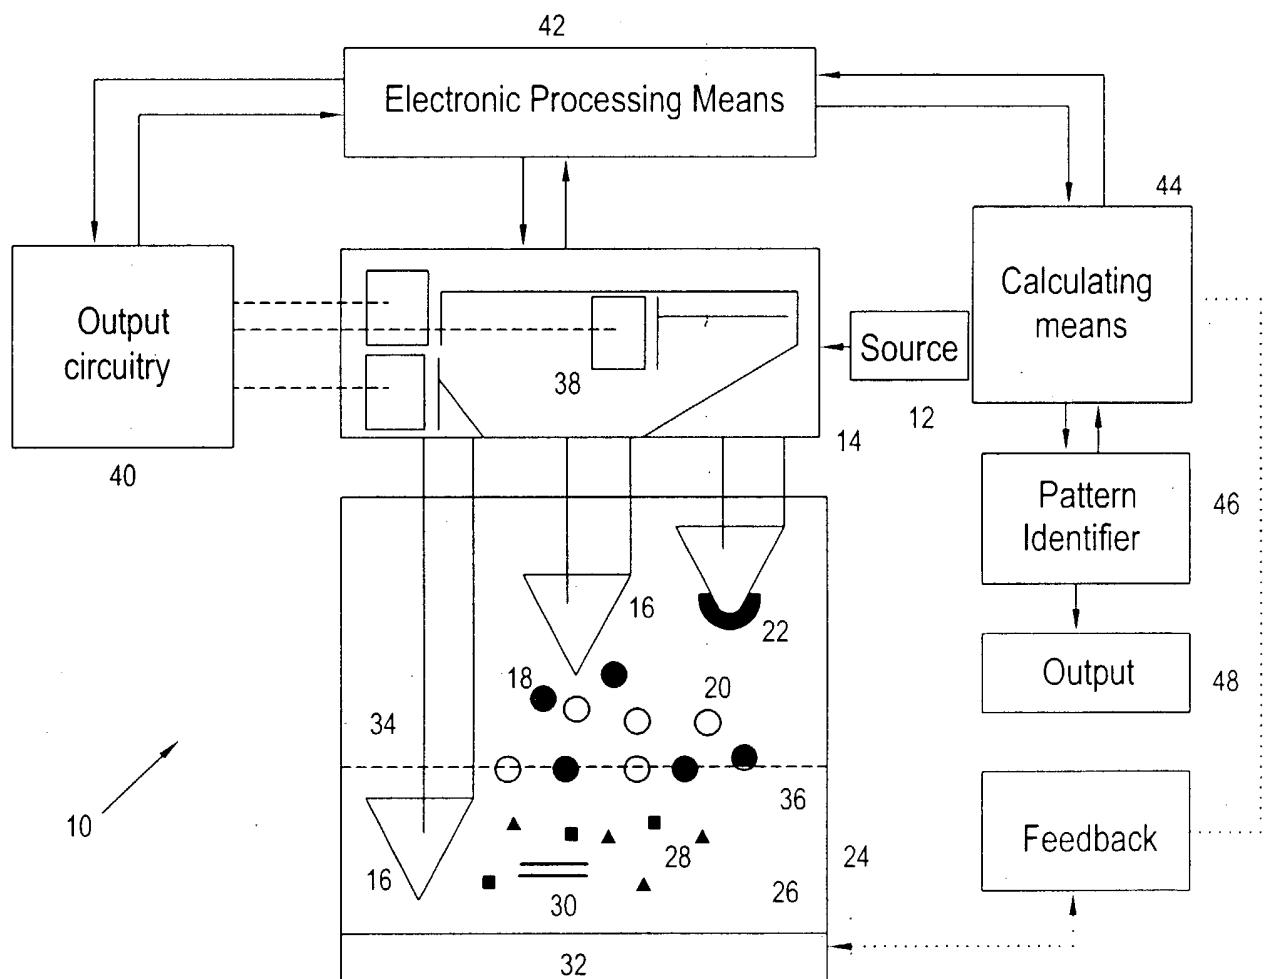 42
Electronic Processing Means
44
Output
circuitry
Calculating
means
Source
38
12
14
40
Pattern
Identifier
46
16
22
18
20
Output
48
34
10
36
Feedback
28
24
16
30
26
32